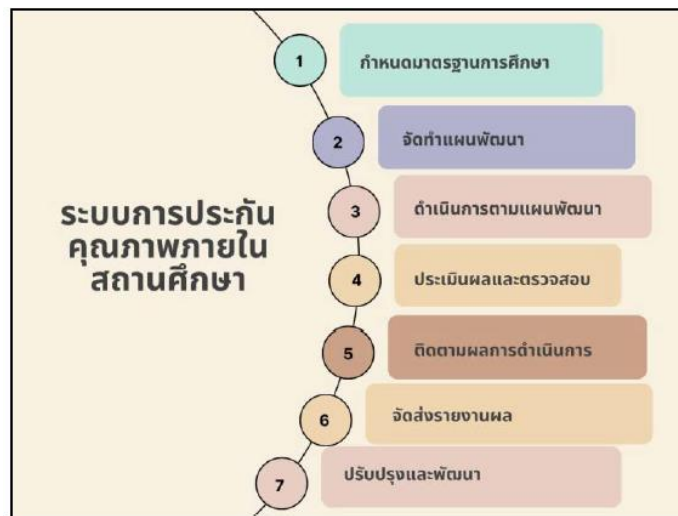 ระบบการประกัน
คุณภาพภายใน
สถานศึกษา
1
กำหนดมาตรฐานการศึกษา
2
จัดทำแผนพัฒนา
3
ดำเนินการตามแผนพัฒนา
4
ประเมินผลและตรวจสอบ
5
ติดตามผลการดำเนินการ
6
จัดส่งรายงานผล
7
ปรับปรุงและพัฒนา